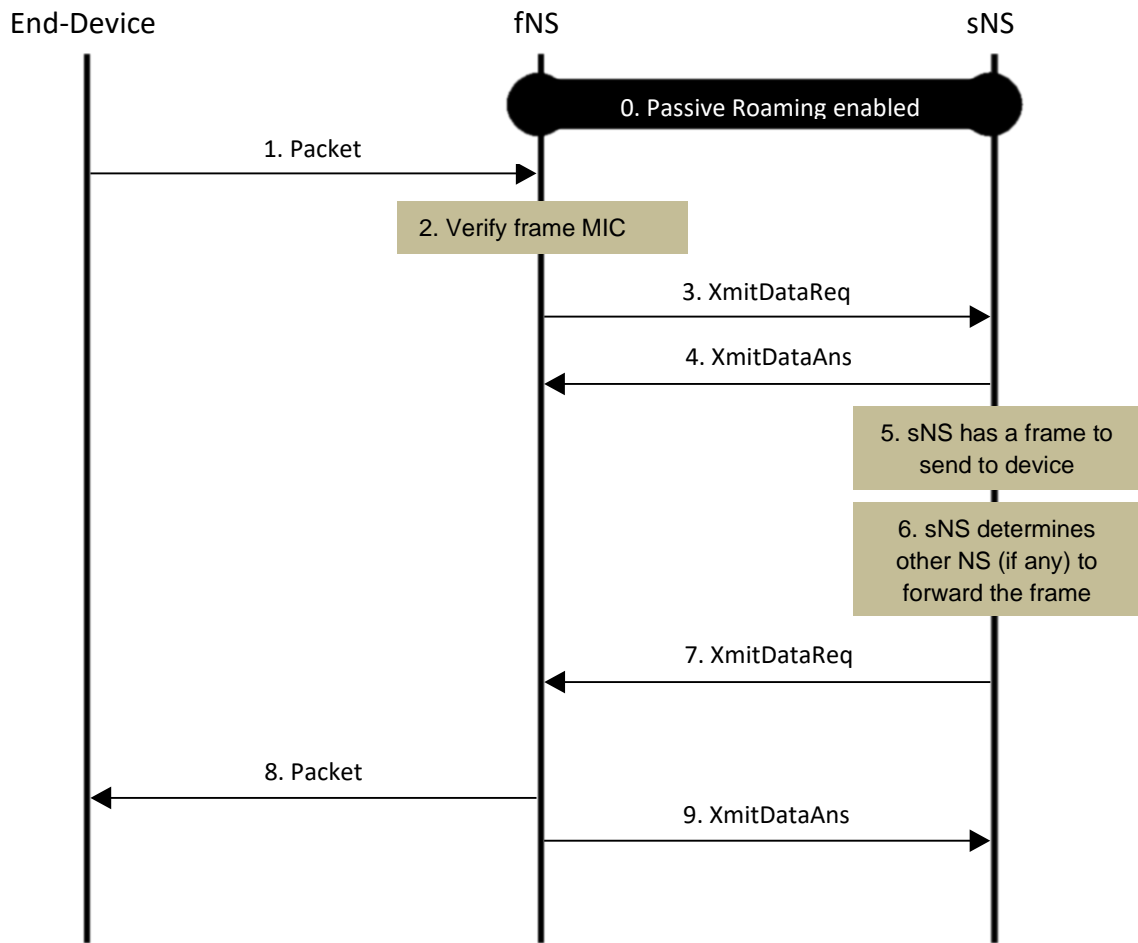 End-Device
fNS
sNS
0. Passive Roaming enabled
1. Packet
2. Verify frame MIC
3. XmitDataReq
4. XmitDataAns
5. sNS has a frame to
send to device
6. sNS determines
other NS (if any) to
forward the frame
7. XmitDataReq
8. Packet
9. XmitDataAns